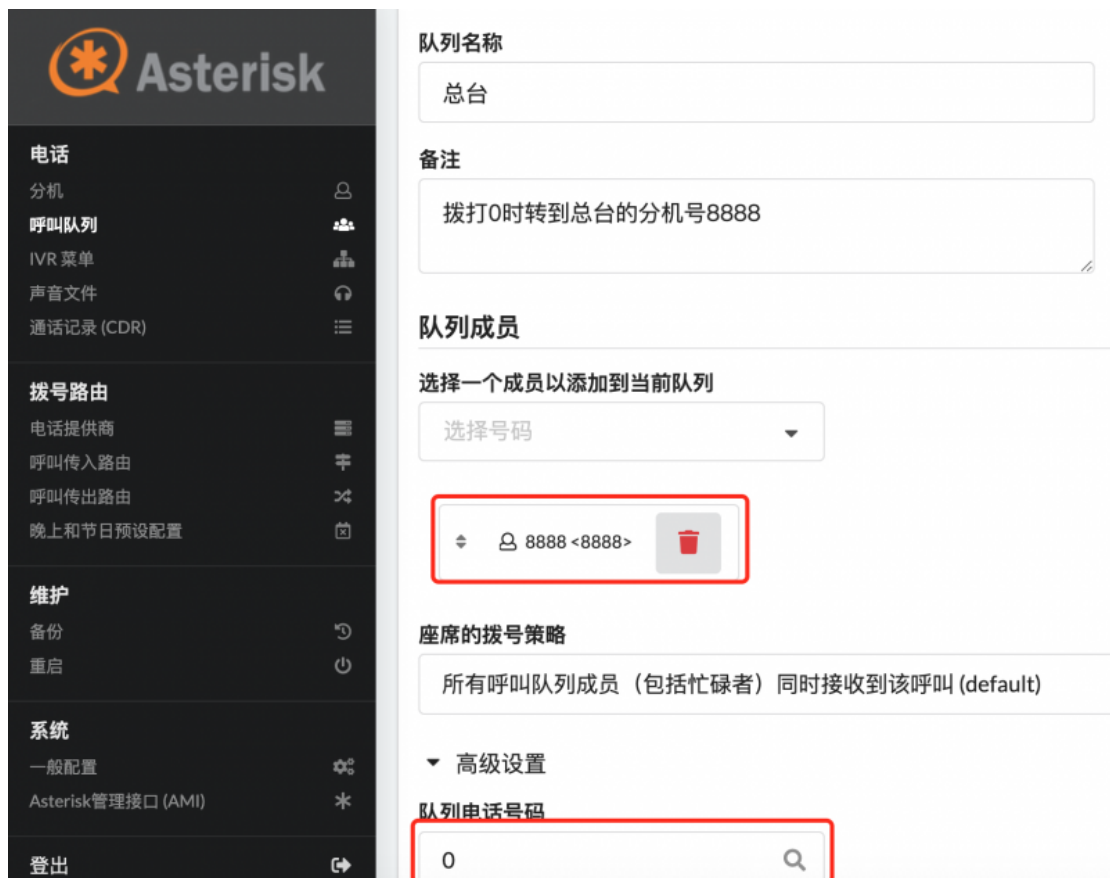 Asterisk
电话
分机
呼叫队列
IVR 菜单
声音文件
通话记录 (CDR)
拨号路由
电话提供商
呼叫传入路由
呼叫传出路由
晚上和节日预设配置
维护
备份
重启
系统
一般配置
Asterisk管理接口 (AMI)
登出
队列名称
总台
备注
拨打0时转到总台的分机号8888
队列成员
选择一个成员以添加到当前队列
选择号码
8888 <8888>
座席的拨号策略
所有呼叫队列成员（包括忙碌者）同时接收到该呼叫 (default)
高级设置
队列电话号码
0